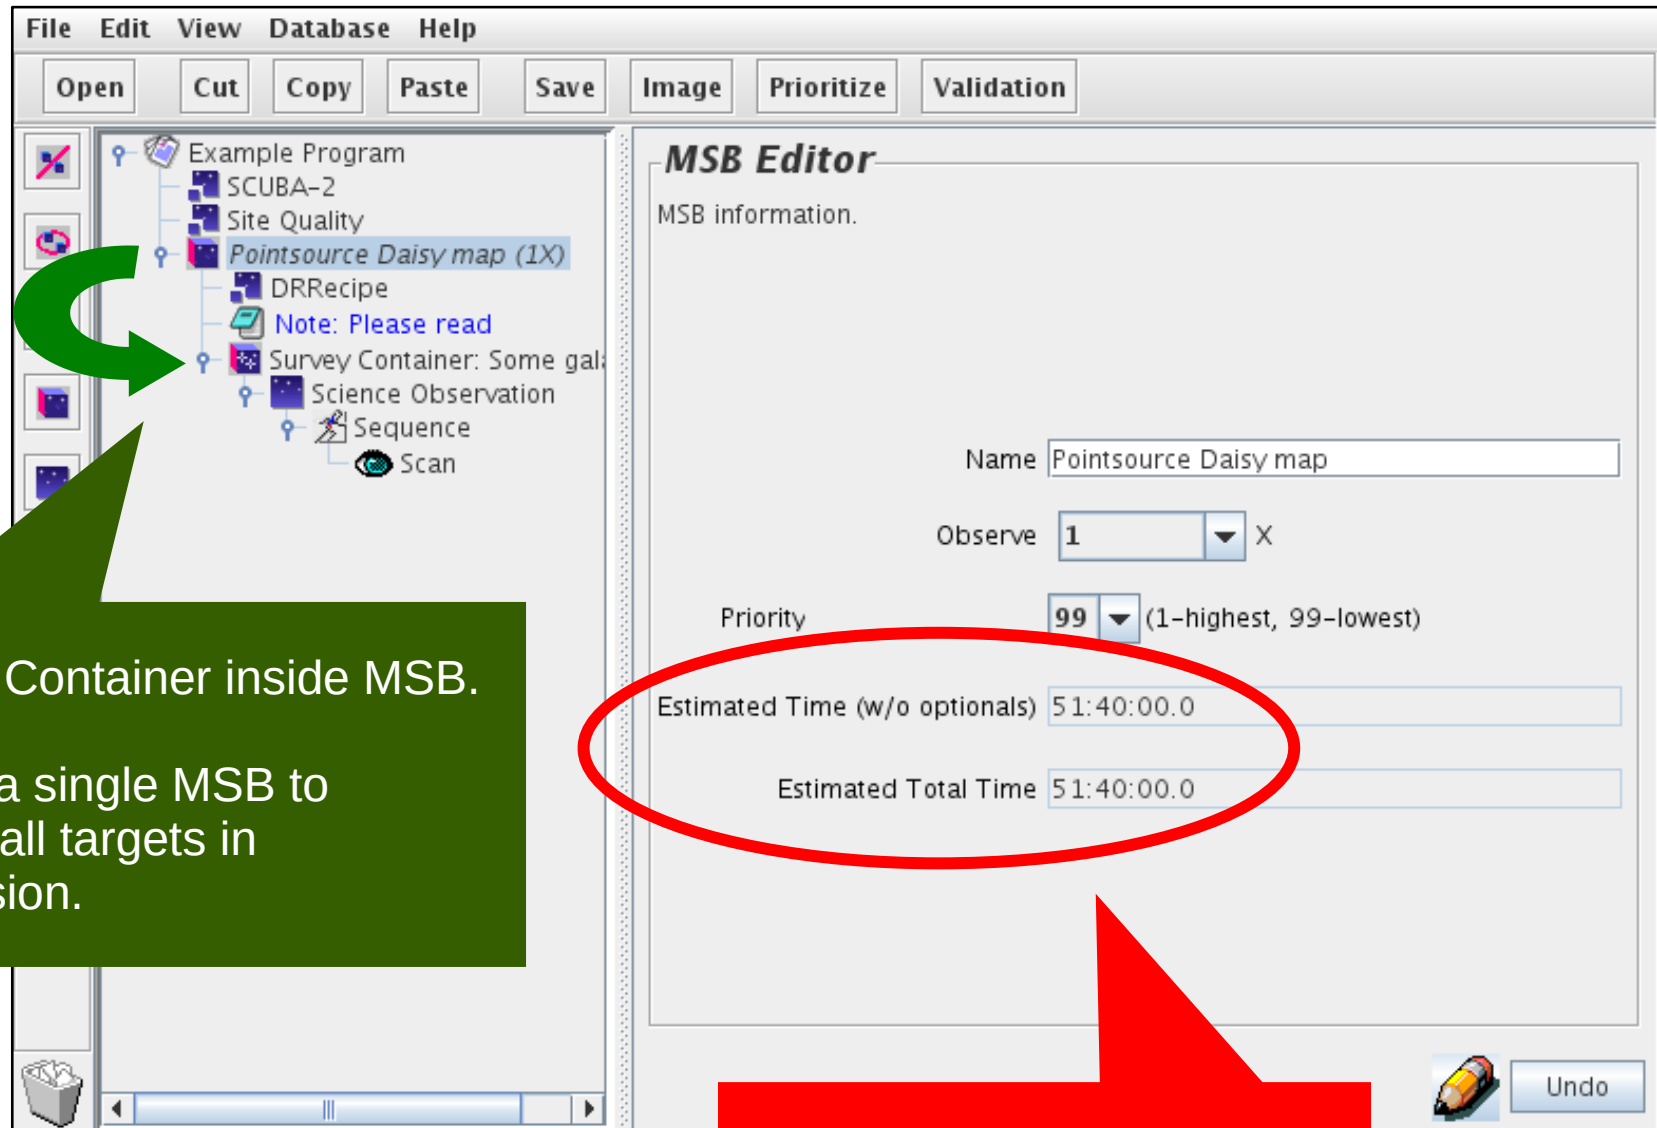 File Edit View Database Help
Open Cut Copy Paste Save Image Prioritize Validation
Example Program
SCUBA-2
Site Quality
Pointsource Daisy map (1X)
DRRecipe
Note: Please read
Survey Container: Some gal
Science Observation
Sequence
Scan
Container inside MSB.
a single MSB to
all targets in
sion.
MSB Editor
MSB information.
Name Pointsource Daisy map
Observe 1 X
Priority 99 (1-highest, 99-lowest)
Estimated Time (w/o optionals) 51:40:00.0
Estimated Total Time 51:40:00.0
Undo